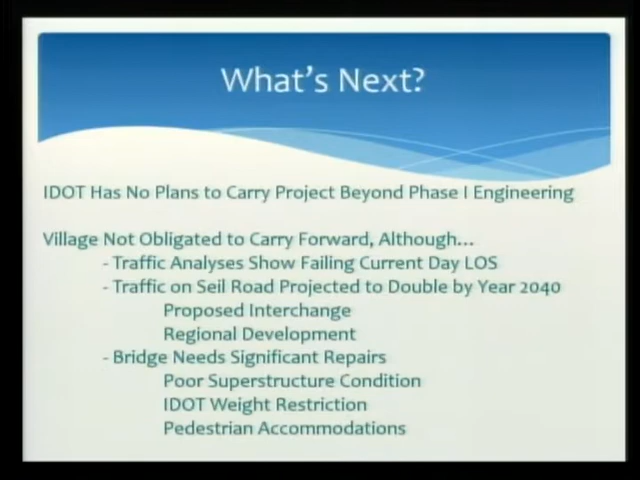 What's Next?
IDOT Has No Plans to Carry Project Beyond Phase I Engineering
Village Not Obligated to Carry Forward, Although...
- Traffic Analyses Show Failing Current Day LOS
- Traffic on Seil Road Projected to Double by Year 2040
Proposed Interchange
Regional Development
- Bridge Needs Significant Repairs
Poor Superstructure Condition
IDOT Weight Restriction
Pedestrian Accommodations